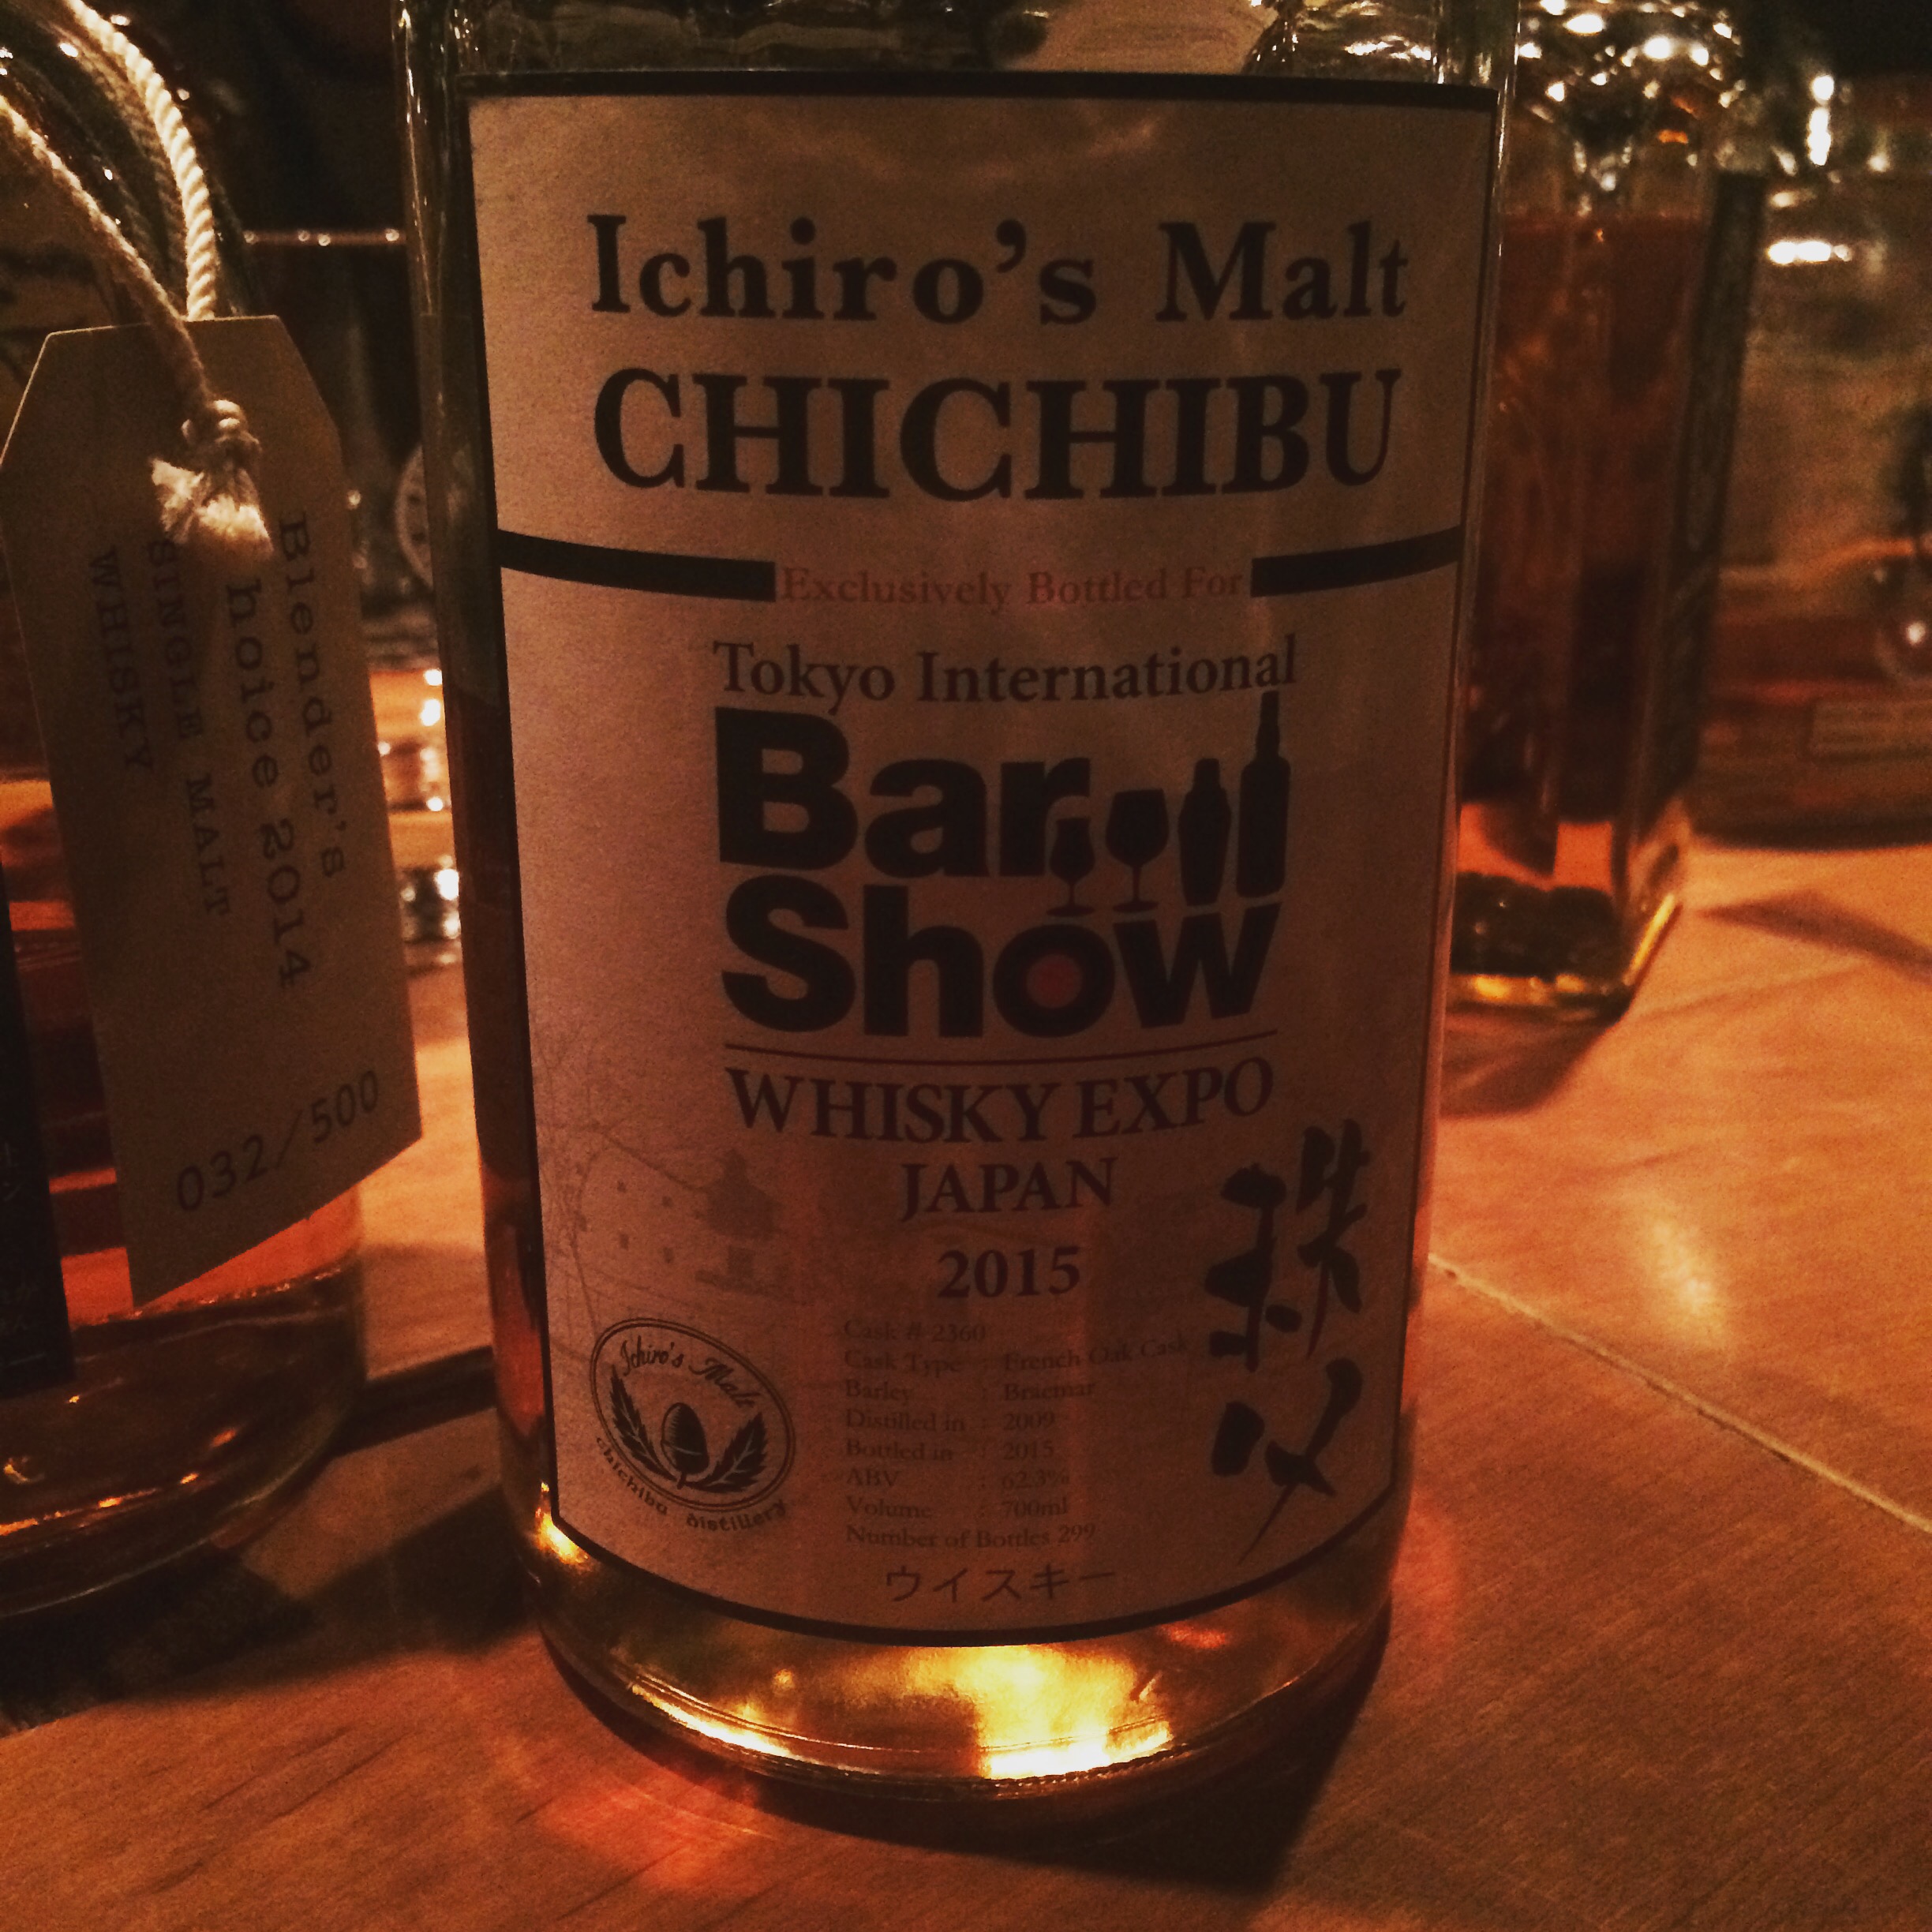 Ichiro's Malt
CHICHIBU
Exclusively Bottled For
Tokyo International
Bar
Show
WHISKY EXPO
JAPAN
2015
Cask # 2360
Cask Type : French Oak Cask
Barley : Braemar
Distilled in : 2009
Bottled in : 2015
ABV : 62.3%
Volume : 700ml
Number of Bottles 299
ウイスキー
秩父
Ichiro's Malt
chichibu distillery
Blender's
hoice 2014
SINGLE MALT
WHISKY
032/500